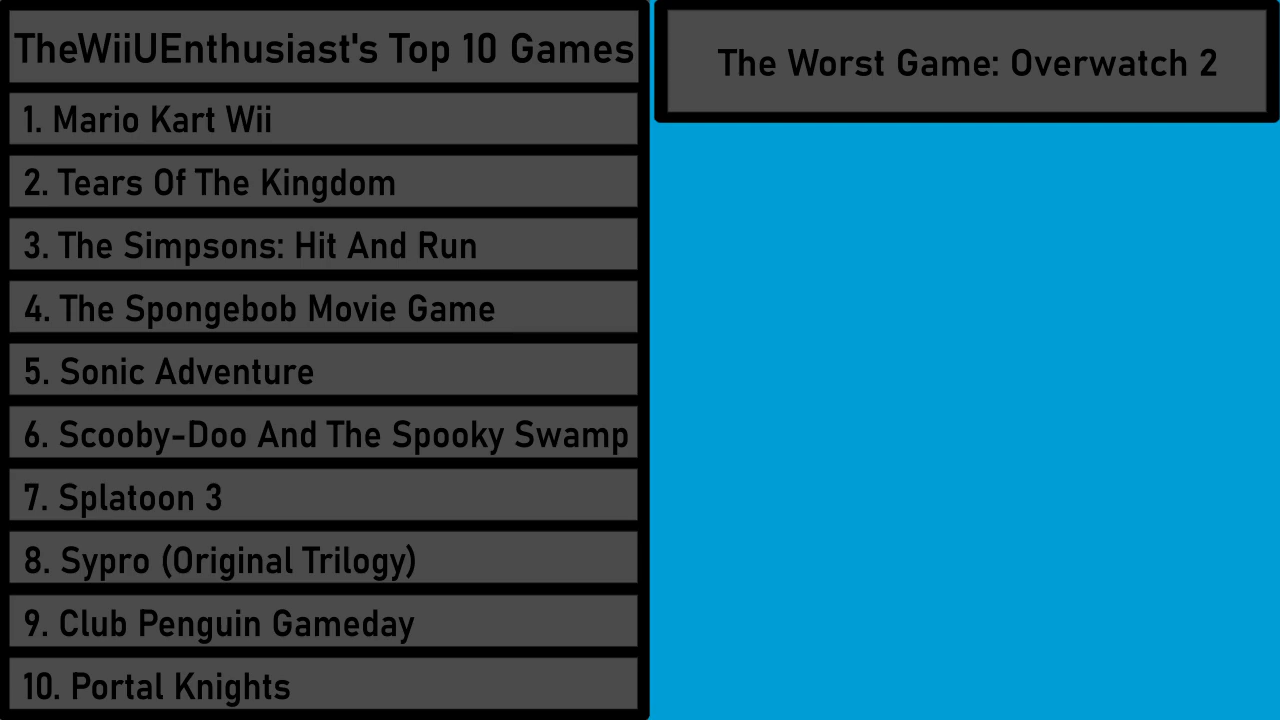 TheWiiUEnthusiast's Top 10 Games
1. Mario Kart Wii
2. Tears Of The Kingdom
3. The Simpsons: Hit And Run
4. The Spongebob Movie Game
5. Sonic Adventure
6. Scooby-Doo And The Spooky Swamp
7. Splatoon 3
8. Sypro (Original Trilogy)
9. Club Penguin Gameday
10. Portal Knights
The Worst Game: Overwatch 2